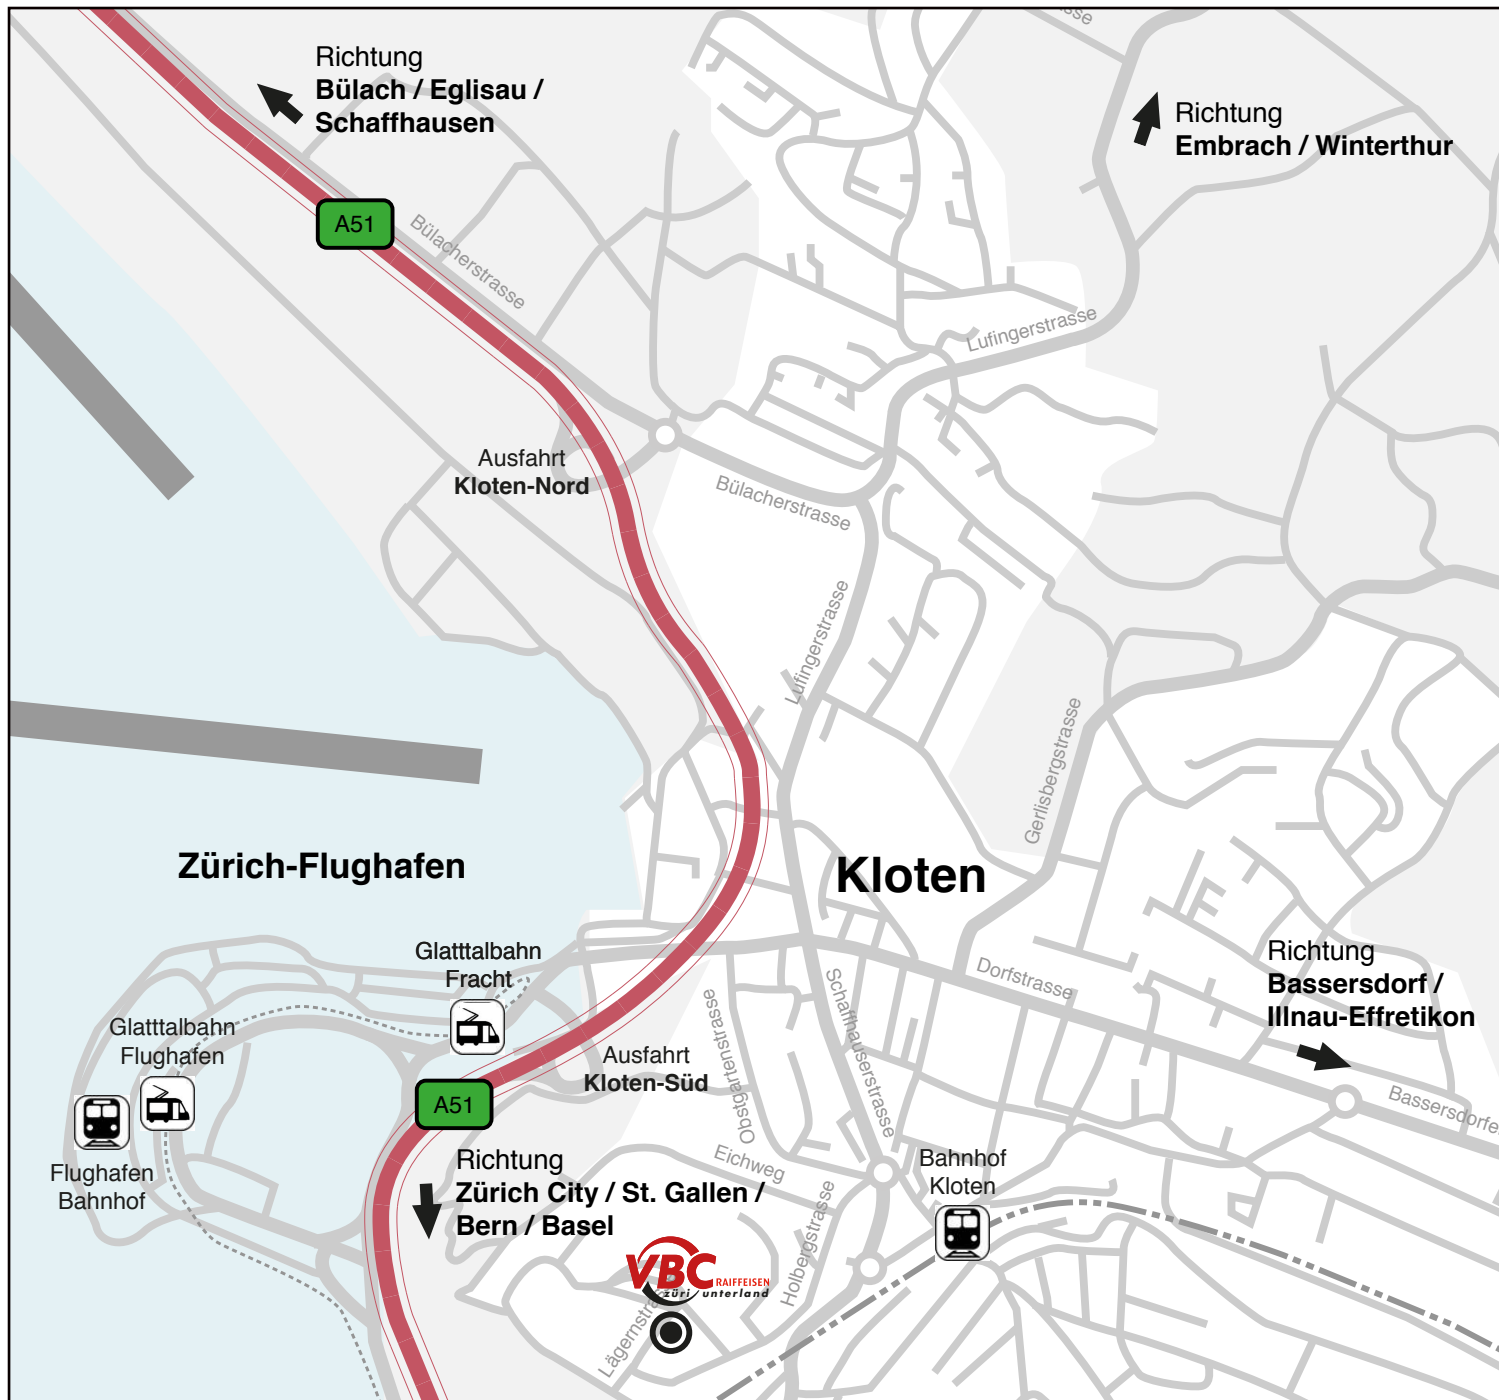 Richtung
Bülach / Eglisau /
Schaffhausen
Richtung
Embrach / Winterthur
A51
Bülacherstrasse
Lufingerstrasse
Ausfahrt
Kloten-Nord
Bülacherstrasse
Lufingerstrasse
Gerlisbergstrasse
Zürich-Flughafen
Kloten
Glatttalbahn
Fracht
Dorfstrasse
Richtung
Bassersdorf /
Illnau-Effretikon
Schaffhauserstrasse
Obstgartenstrasse
Glatttalbahn
Flughafen
Ausfahrt
Kloten-Süd
A51
Bassersdorfe
Flughafen
Bahnhof
Richtung
Zürich City / St. Gallen /
Bern / Basel
Eichweg
Bahnhof
Kloten
Holbergstrasse
VBC
RAIFFEISEN
züri unterland
Lägernstra